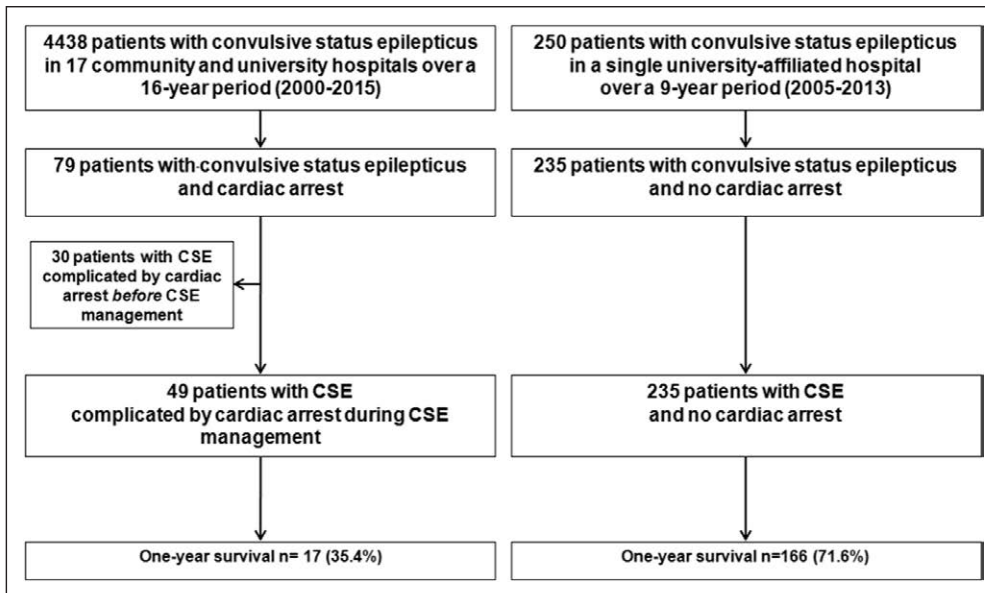 4438 patients with convulsive status epilepticus
in 17 community and university hospitals over a
16-year period (2000-2015)
250 patients with convulsive status epilepticus
in a single university-affiliated hospital
over a 9-year period (2005-2013)
79 patients with convulsive status epilepticus
and cardiac arrest
235 patients with convulsive status epilepticus
and no cardiac arrest
30 patients with CSE
complicated by cardiac
arrest before CSE
management
49 patients with CSE
complicated by cardiac arrest during CSE
management
235 patients with CSE
and no cardiac arrest
One-year survival n= 17 (35.4%)
One-year survival n=166 (71.6%)